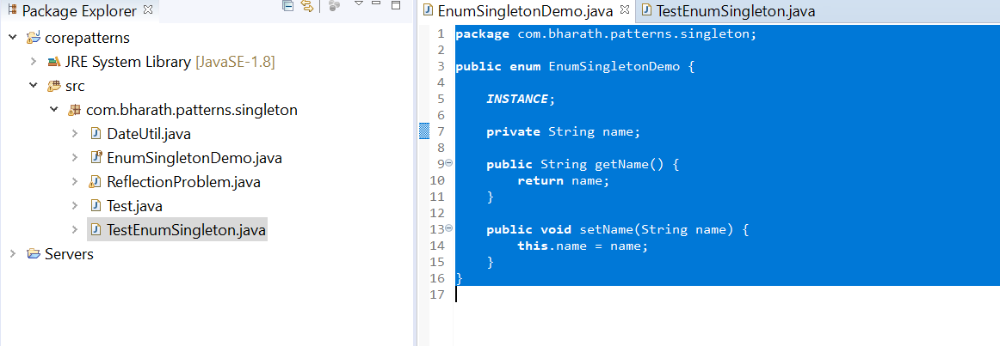 Package Explorer
corepatterns
JRE System Library [JavaSE-1.8]
src
com.bharath.patterns.singleton
DateUtil.java
EnumSingletonDemo.java
ReflectionProblem.java
Test.java
TestEnumSingleton.java
Servers
EnumSingletonDemo.java
TestEnumSingleton.java
1 package com.bharath.patterns.singleton;
2
3 public enum EnumSingletonDemo {
4
5 INSTANCE;
6
7 private String name;
8
9 public String getName() {
10 return name;
11 }
12
13 public void setName(String name) {
14 this.name = name;
15 }
16 }
17